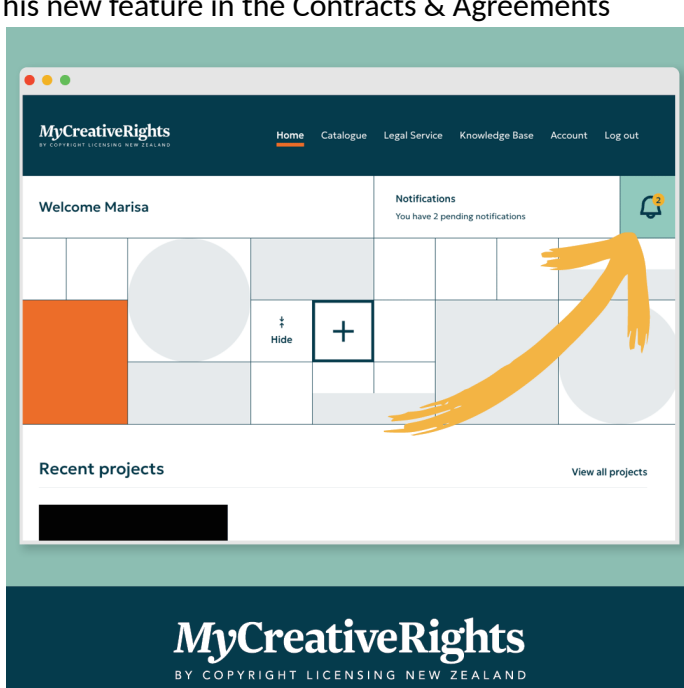 his new feature in the Contracts & Agreements
MyCreativeRights
BY COPYRIGHT LICENSING NEW ZEALAND
Home Catalogue Legal Service Knowledge Base Account Log out
Welcome Marisa
Notifications
You have 2 pending notifications
2
Hide
Recent projects
View all projects
MyCreativeRights
BY COPYRIGHT LICENSING NEW ZEALAND